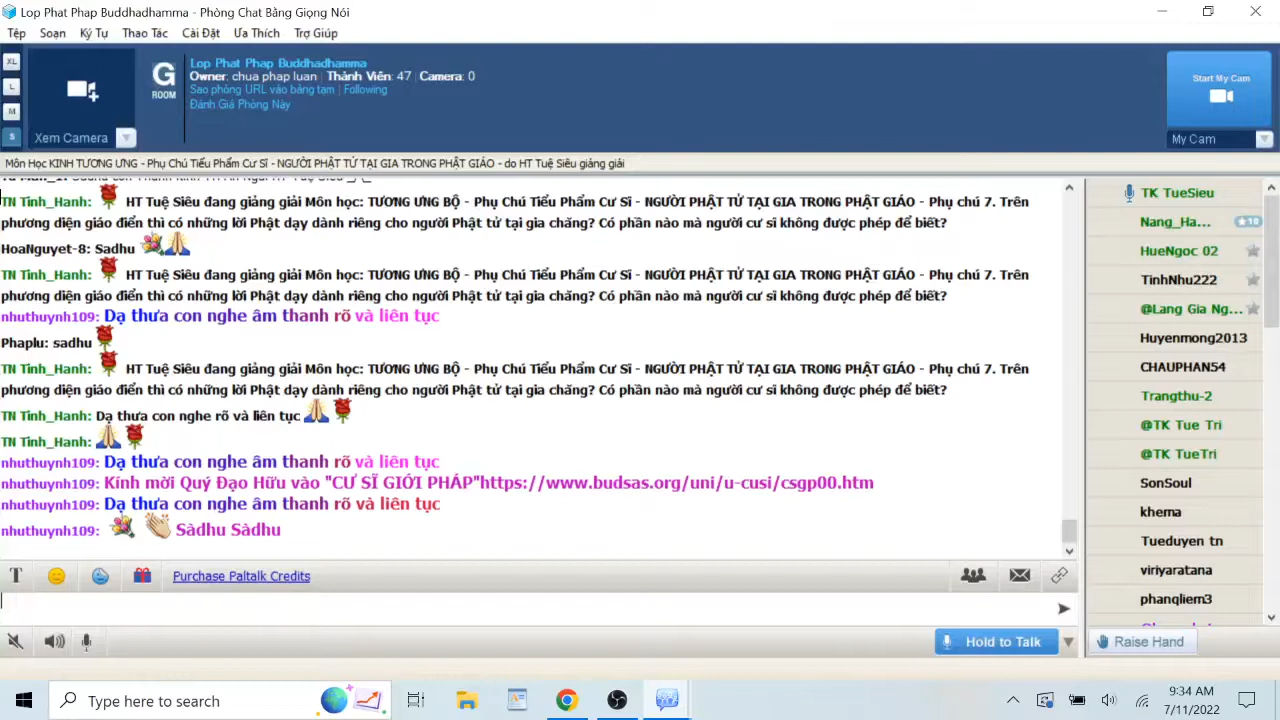 Lop Phat Phap Buddhadhamma - Phòng Chat Bằng Giọng Nói
Tệp Soạn Ký Tự Thao Tác Cài Đặt Ưa Thích Trợ Giúp
XL
L
M
S
Xem Camera
G
ROOM
Lop Phat Phap Buddhadhamma
Owner: chua phap luan | Thành Viên: 47 | Camera: 0
Sao phòng URL vào bảng tạm | Following
Đánh Giá Phòng Này
Start My Cam
My Cam
Môn Học KINH TƯƠNG ƯNG - Phụ Chú Tiểu Phẩm Cư Sĩ - NGƯỜI PHẬT TỬ TẠI GIA TRONG PHẬT GIÁO - do HT Tuệ Siêu giảng giải
TN Tinh_Hanh: HT Tuệ Siêu đang giảng giải Môn học: TƯƠNG ƯNG BỘ - Phụ Chú Tiểu Phẩm Cư Sĩ - NGƯỜI PHẬT TỬ TẠI GIA TRONG PHẬT GIÁO - Phụ chú 7. Trên
phương diện giáo điển thì có những lời Phật dạy dành riêng cho người Phật tử tại gia chăng? Có phần nào mà người cư sĩ không được phép để biết?
HoaNguyet-8: Sadhu
TN Tinh_Hanh: HT Tuệ Siêu đang giảng giải Môn học: TƯƠNG ƯNG BỘ - Phụ Chú Tiểu Phẩm Cư Sĩ - NGƯỜI PHẬT TỬ TẠI GIA TRONG PHẬT GIÁO - Phụ chú 7. Trên
phương diện giáo điển thì có những lời Phật dạy dành riêng cho người Phật tử tại gia chăng? Có phần nào mà người cư sĩ không được phép để biết?
nhuthuynh109: Dạ thưa con nghe âm thanh rõ và liên tục
Phaplu: sadhu
TN Tinh_Hanh: HT Tuệ Siêu đang giảng giải Môn học: TƯƠNG ƯNG BỘ - Phụ Chú Tiểu Phẩm Cư Sĩ - NGƯỜI PHẬT TỬ TẠI GIA TRONG PHẬT GIÁO - Phụ chú 7. Trên
phương diện giáo điển thì có những lời Phật dạy dành riêng cho người Phật tử tại gia chăng? Có phần nào mà người cư sĩ không được phép để biết?
TN Tinh_Hanh: Dạ thưa con nghe rõ và liên tục
TN Tinh_Hanh:
nhuthuynh109: Dạ thưa con nghe âm thanh rõ và liên tục
nhuthuynh109: Kính mời Quý Đạo Hữu vào "CƯ SĨ GIỚI PHÁP"https://www.budsas.org/uni/u-cusi/csgp00.htm
nhuthuynh109: Dạ thưa con nghe âm thanh rõ và liên tục
nhuthuynh109: Sàdhu Sàdhu
TK TueSieu
Nang_Ha... 10
HueNgoc 02
TinhNhu222
@Lang Gia Ng...
Huyenmong2013
CHAUPHAN54
Trangthu-2
@TK Tue Tri
@TK TueTri
SonSoul
khema
Tueduyen tn
viriyaratana
phanqliem3
T
Purchase Paltalk Credits
Hold to Talk
Raise Hand
Type here to search
9:34 AM
7/11/2022